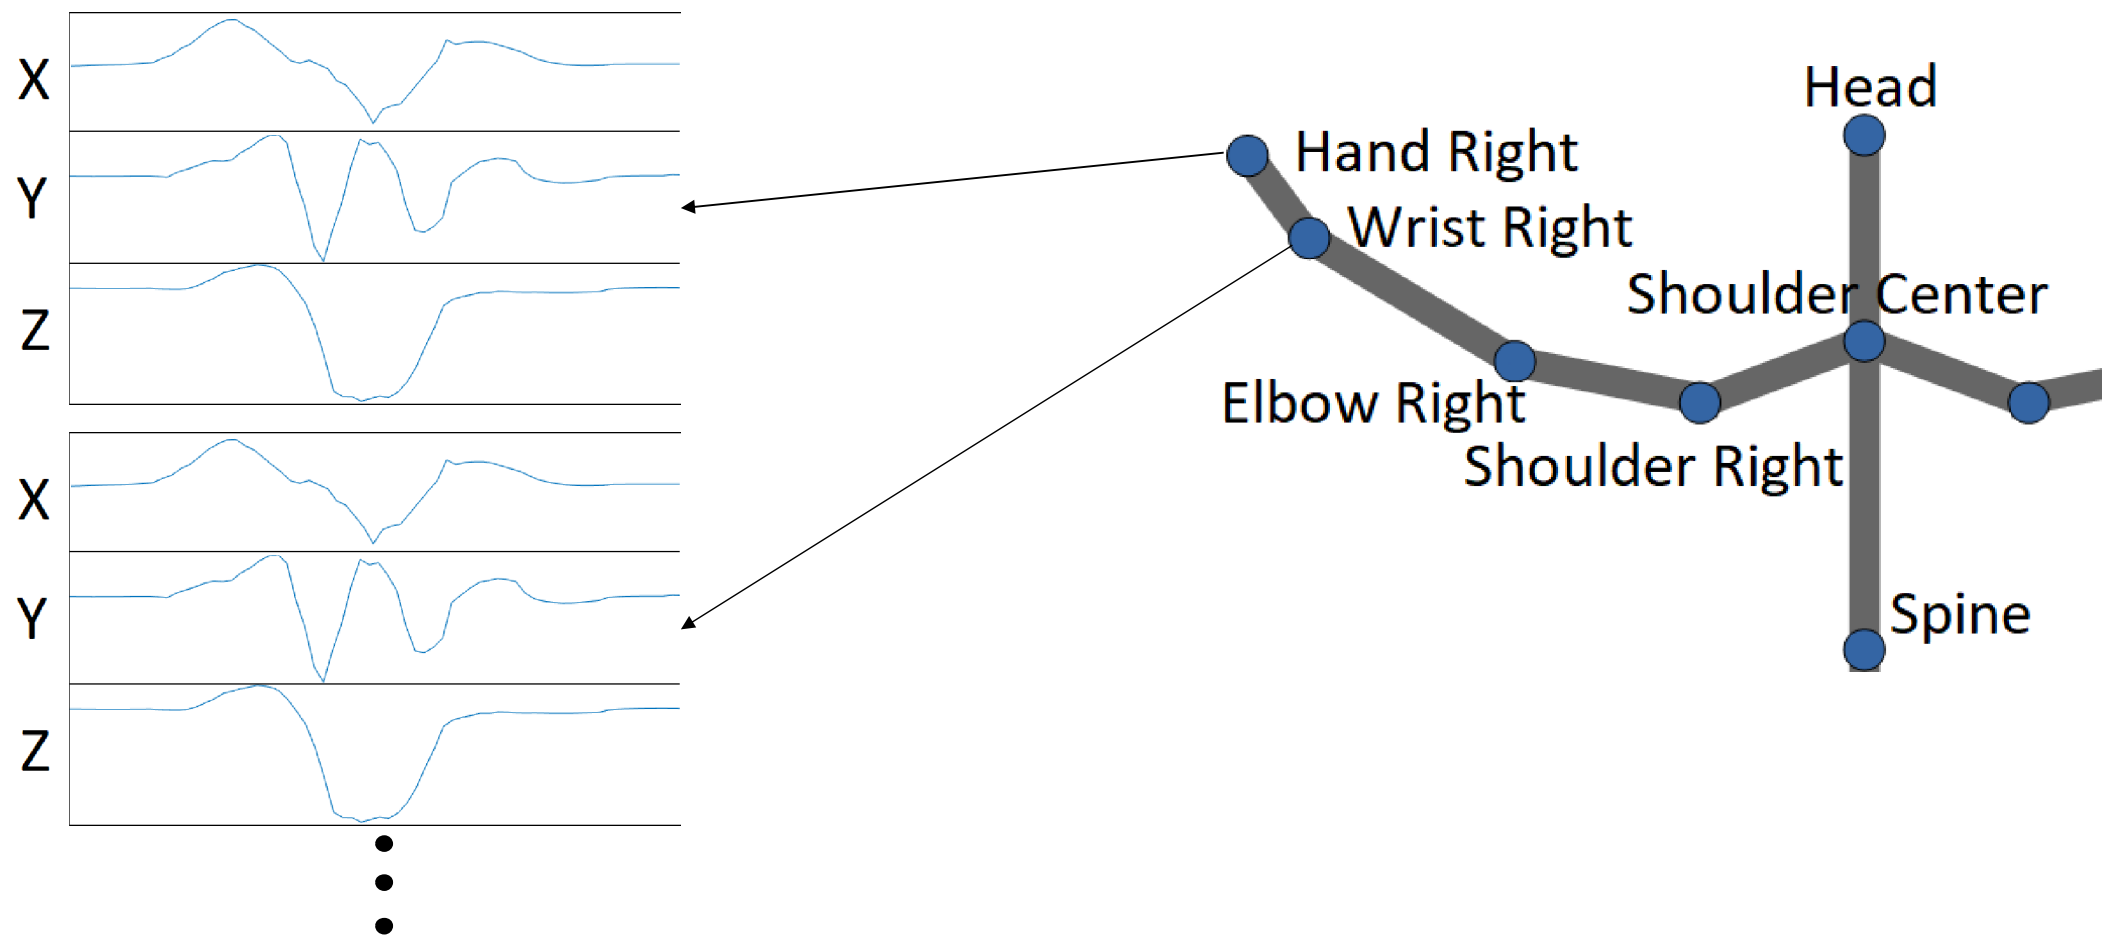 X
Y
Z
X
Y
Z
Head
Hand Right
Wrist Right
Shoulder Center
Elbow Right
Shoulder Right
Spine